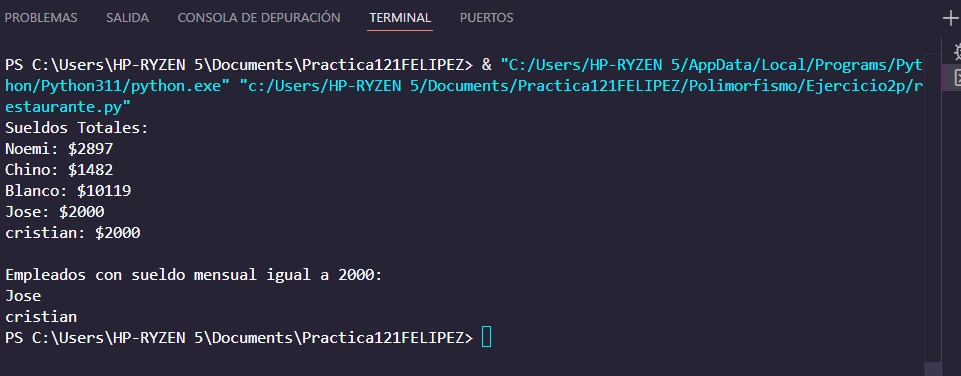 PROBLEMAS SALIDA CONSOLA DE DEPURACIÓN TERMINAL PUERTOS
PS C:\Users\HP-RYZEN 5\Documents\Practica121FELIPEZ> & "C:/Users/HP-RYZEN 5/AppData/Local/Programs/Pyt
hon/Python311/python.exe" "c:/Users/HP-RYZEN 5/Documents/Practica121FELIPEZ/Polimorfismo/Ejercicio2p/r
estaurante.py"
Sueldos Totales:
Noemi: $2897
Chino: $1482
Blanco: $10119
Jose: $2000
cristian: $2000
Empleados con sueldo mensual igual a 2000:
Jose
cristian
PS C:\Users\HP-RYZEN 5\Documents\Practica121FELIPEZ>